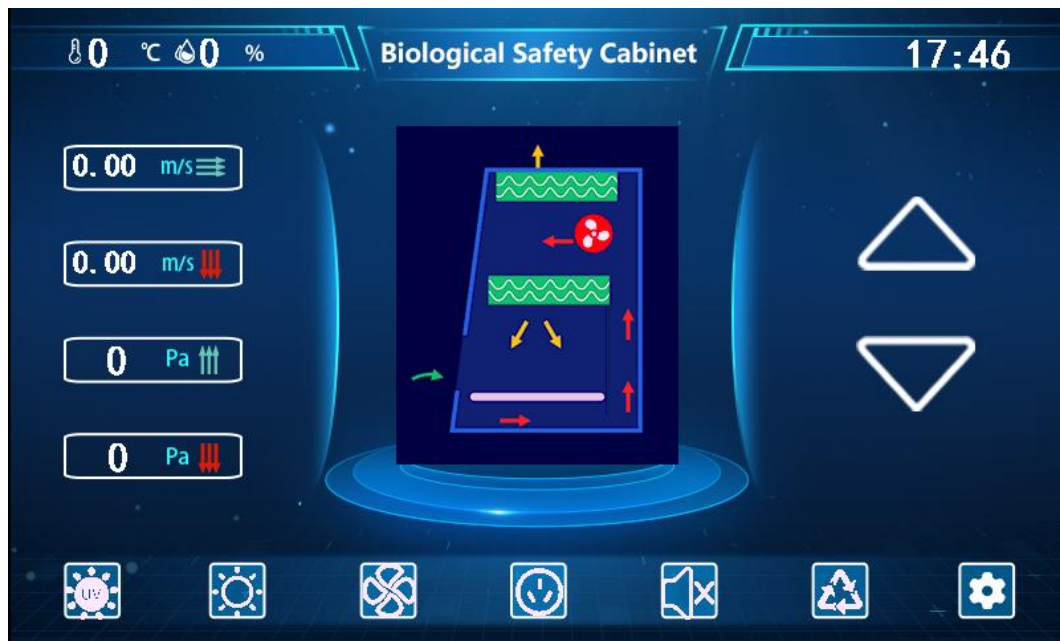 0 ℃ 0 %
Biological Safety Cabinet
17:46
0.00 m/s
0.00 m/s
0 Pa
0 Pa
UV